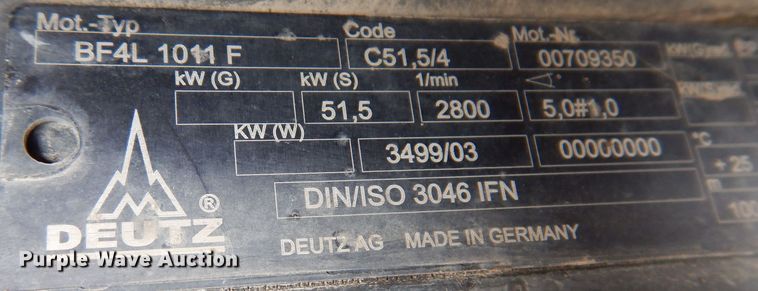 Mot.-Typ Code Mot.-Nr.
BF4L 1011 F C51,5/4 00709350
kW (G) kW (S) 1/min
51,5 2800 5,0#1,0
KW (W)
3499/03 00000000 °C
+ 25
DIN/ISO 3046 IFN m
100
DEUTZ ®
DEUTZ AG MADE IN GERMANY
Purple Wave Auction